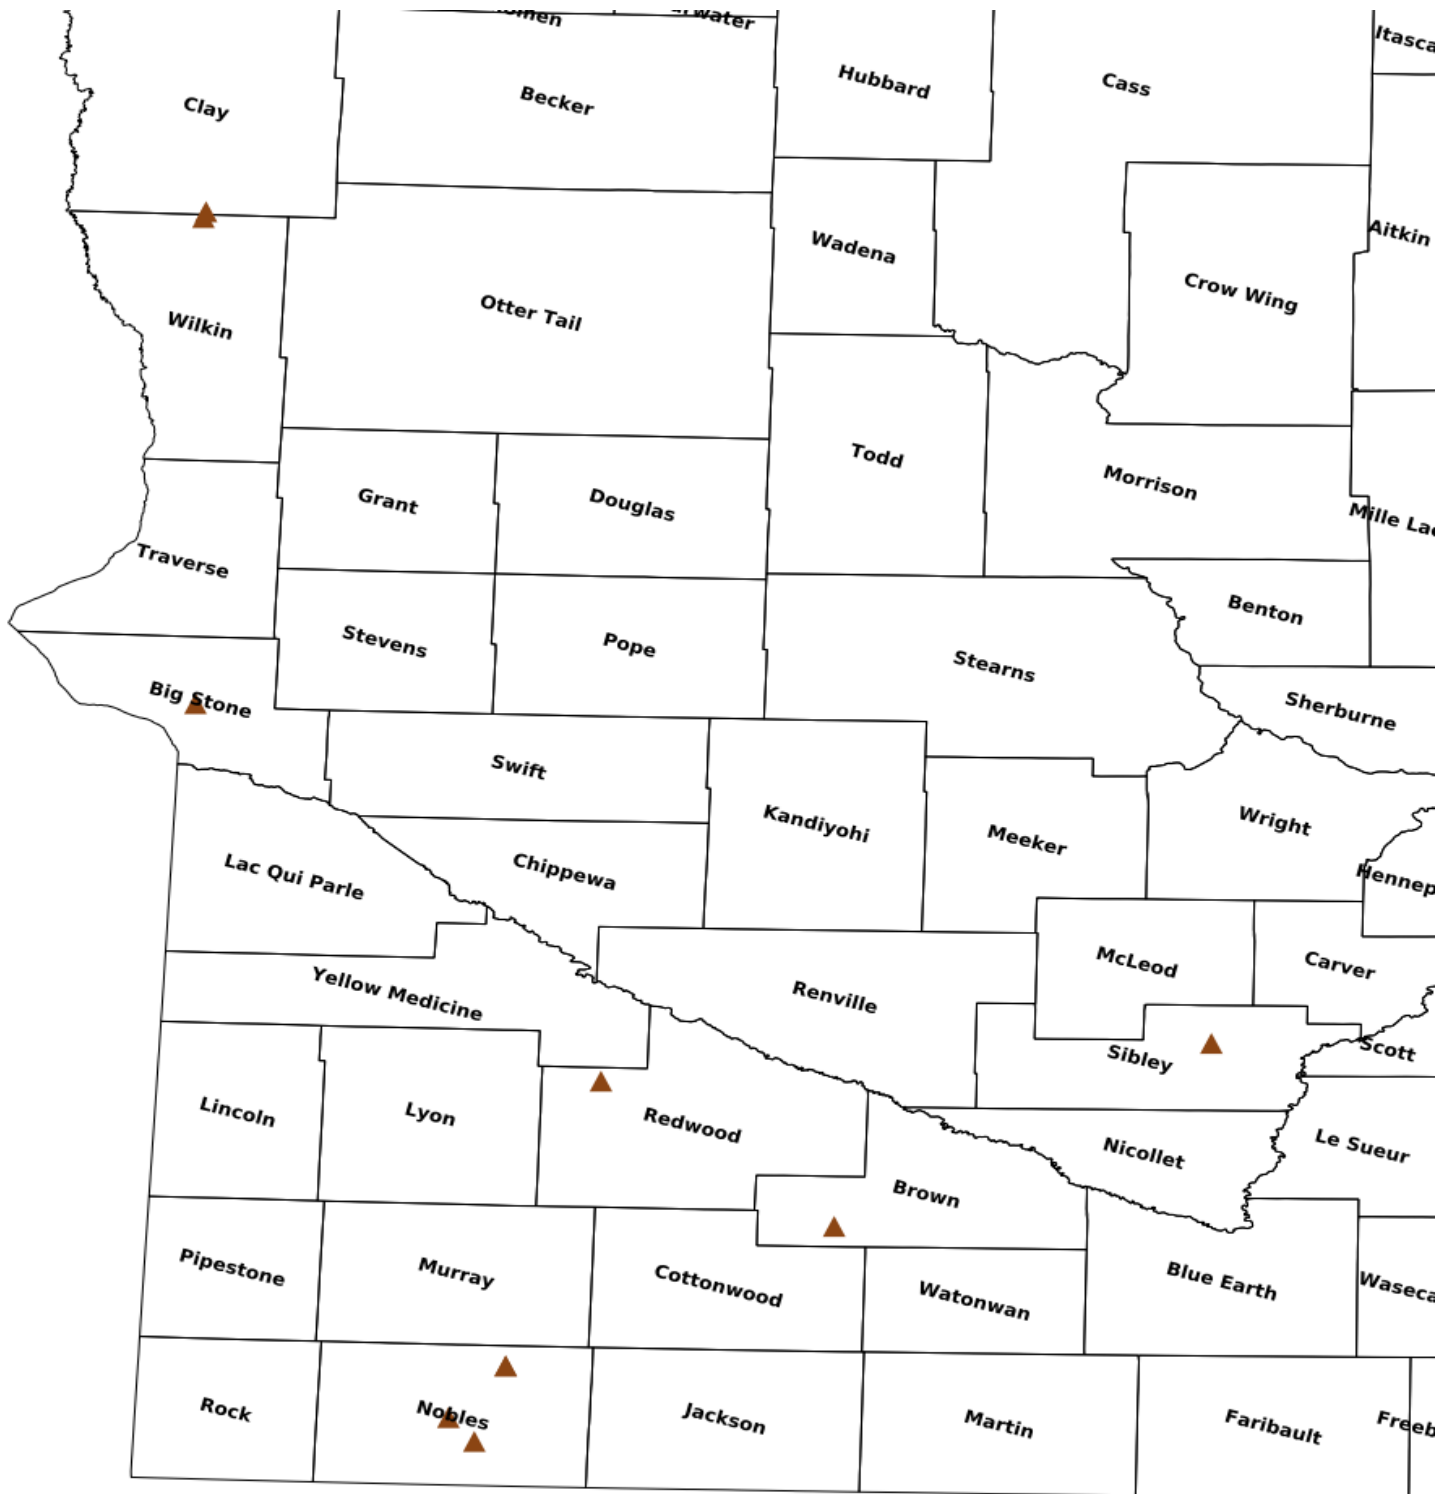 Hubbard
Cass
Clay
Becker
Aitkin
Wadena
Crow Wing
Otter Tail
Wilkin
Todd
Morrison
Grant
Douglas
Traverse
Benton
Stevens
Pope
Stearns
Big Stone
Sherburne
Swift
Kandiyohi
Meeker
Wright
Lac Qui Parle
Chippewa
McLeod
Carver
Yellow Medicine
Renville
Sibley
Scott
Lincoln
Lyon
Redwood
Nicollet
Le Sueur
Brown
Pipestone
Murray
Cottonwood
Watonwan
Blue Earth
Waseca
Rock
Nobles
Jackson
Martin
Faribault